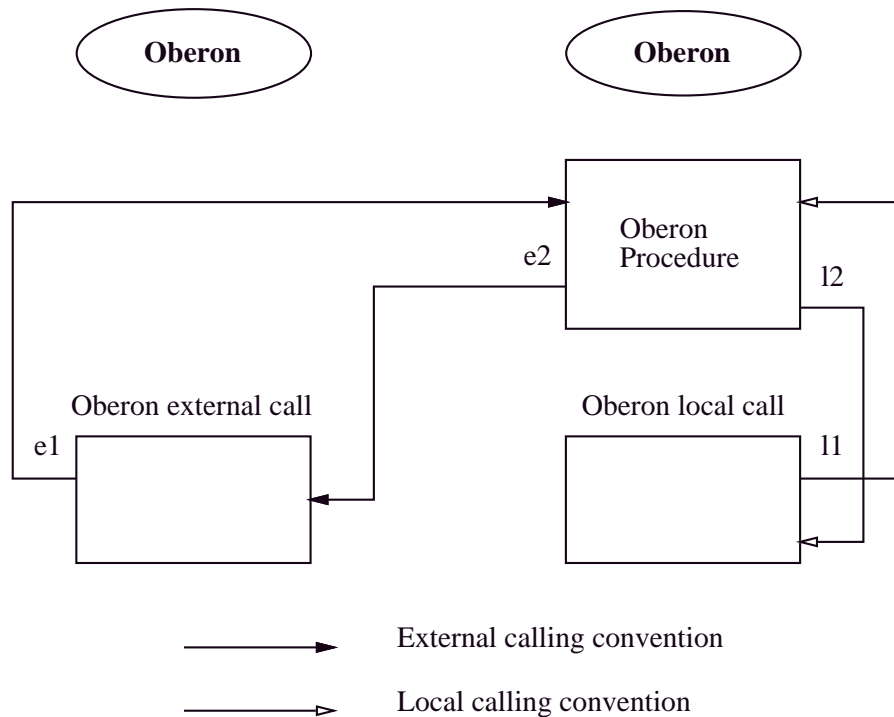 Oberon
Oberon
Oberon
Procedure
e2
l2
Oberon external call
Oberon local call
e1
l1
External calling convention
Local calling convention